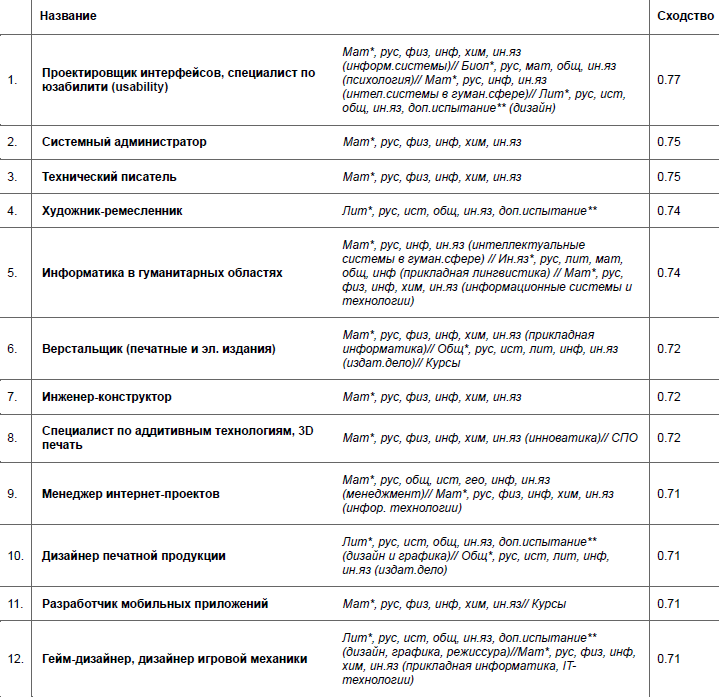 Название Сходство
Мат*, рус, физ, инф, хим, ин.яз
(информ.системы)// Биол*, рус, мат, общ, ин.яз
1. Проектировщик интерфейсов, специалист по
юзабилити (usability)
(психология)// Мат*, рус, инф, ин.яз
0.77
(интел.системы в гуман.сфере)// Лит*, рус, ист,
общ, ин.яз, доп.испытание** (дизайн)
2. Системный администратор Мат*, рус, физ, инф, хим, ин.яз 0.75
3. Технический писатель Мат*, рус, физ, инф, хим, ин.яз 0.75
4. Художник-ремесленник Лит*, рус, ист, общ, ин.яз, доп.испытание** 0.74
Мат*, рус, инф, ин.яз (интеллектуальные
системы в гуман.сфере) // Ин.яз*, рус, лит, мат,
5. Информатика в гуманитарных областях
общ, инф (прикладная лингвистика) // Мат*, рус,
0.74
физ, инф, хим, ин.яз (информационные системы и
технологии)
Мат*, рус, физ, инф, хим, ин.яз (прикладная
6. Верстальщик (печатные и эл. издания) информатика)// Общ*, рус, ист, лит, инф, ин.яз 0.72
(издат.дело)// Курсы
7. Инженер-конструктор Мат*, рус, физ, инф, хим, ин.яз 0.72
8. Специалист по аддитивным технологиям, 3D
печать
Мат*, рус, физ, инф, хим, ин.яз (инноватика)// СПО 0.72
Мат*, рус, общ, ист, гео, инф, ин.яз
9. Менеджер интернет-проектов (менеджмент)// Мат*, рус, физ, инф, хим, ин.яз 0.71
(инфор. технологии)
Лит*, рус, ист, общ, ин.яз, доп.испытание**
10. Дизайнер печатной продукции (дизайн и графика)// Общ*, рус, ист, лит, инф, 0.71
ин.яз (издат.дело)
11. Разработчик мобильных приложений Мат*, рус, физ, инф, хим, ин.яз// Курсы 0.71
Лит*, рус, ист, общ, ин.яз, доп.испытание**
12. Гейм-дизайнер, дизайнер игровой механики (дизайн, графика, режиссура)//Мат*, рус, физ, инф, 0.71
хим, ин.яз (прикладная информатика, IT-
технологии)